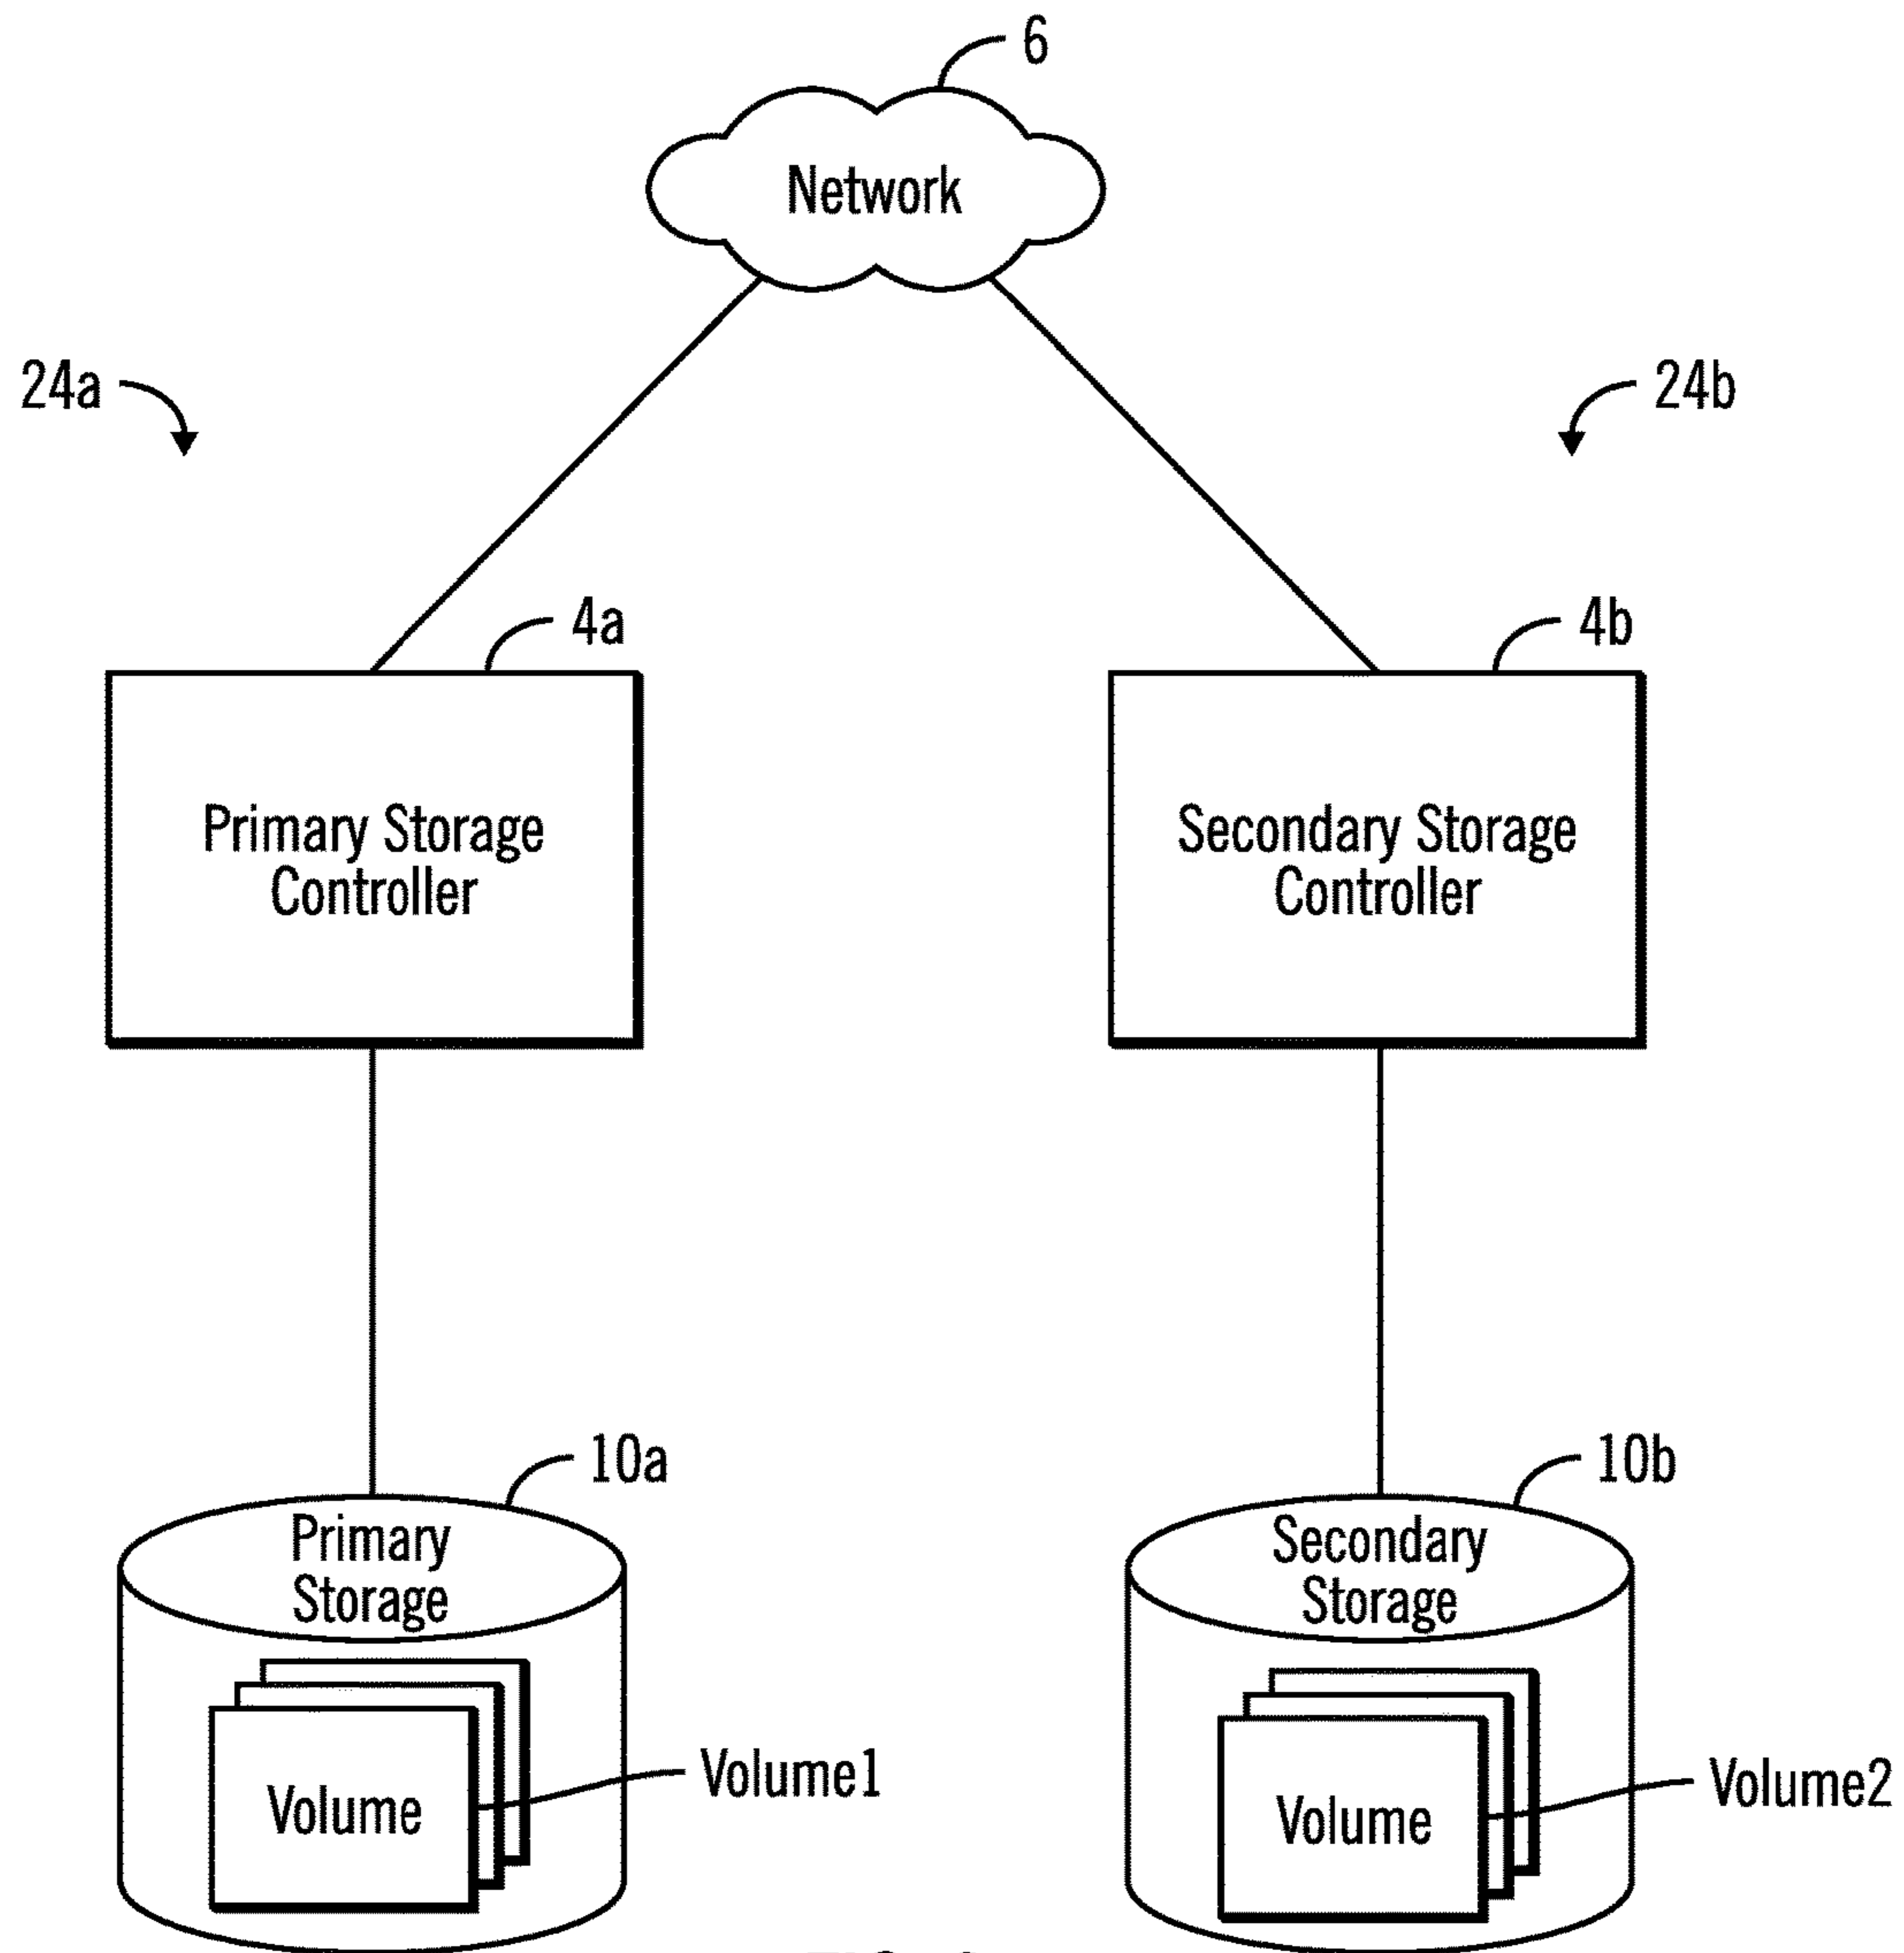 6
Network
24a
24b
4a
4b
Primary Storage
Controller
Secondary Storage
Controller
10a
10b
Primary
Storage
Secondary
Storage
Volume
Volume1
Volume
Volume2